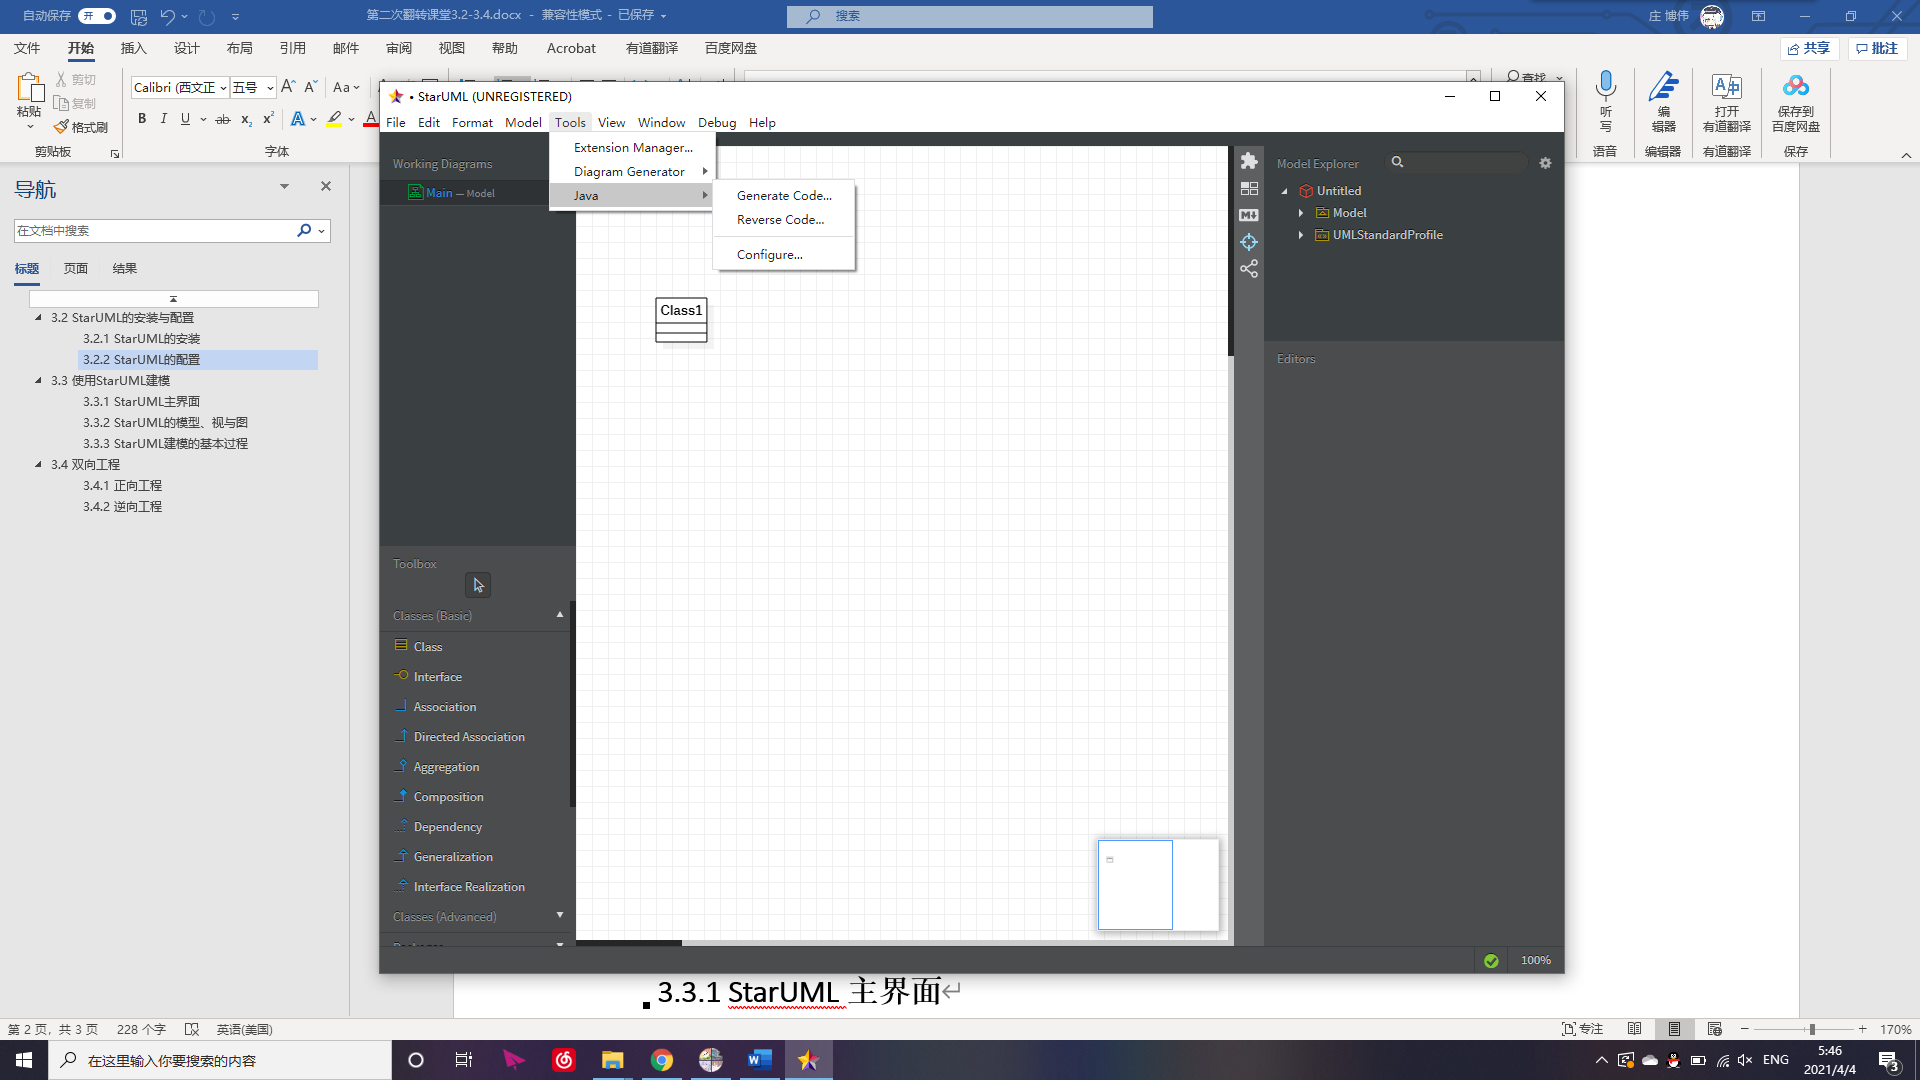 自动保存 开
第二次翻转课堂3.2-3.4.docx - 兼容性模式 - 已保存
搜索
庄 博伟
文件 开始 插入 设计 布局 引用 邮件 审阅 视图 帮助 Acrobat 有道翻译 百度网盘
共享 批注
粘贴
剪切
复制
格式刷
剪贴板
Calibri (西文正 五号
Aa
B I U ab x₂ x² A A
字体
查找
听写
语音
编辑器
编辑器
打开有道翻译
有道翻译
保存到百度网盘
保存
导航
在文档中搜索
标题 页面 结果
3.2 StarUML的安装与配置
3.2.1 StarUML的安装
3.2.2 StarUML的配置
3.3 使用StarUML建模
3.3.1 StarUML主界面
3.3.2 StarUML的模型、视与图
3.3.3 StarUML建模的基本过程
3.4 双向工程
3.4.1 正向工程
3.4.2 逆向工程
• StarUML (UNREGISTERED)
File Edit Format Model Tools View Window Debug Help
Extension Manager...
Diagram Generator
Java
Generate Code...
Reverse Code...
Configure...
Working Diagrams
Main — Model
Class1
Toolbox
Classes (Basic)
Class
Interface
Association
Directed Association
Aggregation
Composition
Dependency
Generalization
Interface Realization
Classes (Advanced)
Model Explorer
Untitled
Model
UMLStandardProfile
Editors
100%
3.3.1 StarUML 主界面
第 2 页，共 3 页 228 个字 英语(美国)
专注
170%
在这里输入你要搜索的内容
ENG
5:46
2021/4/4
3